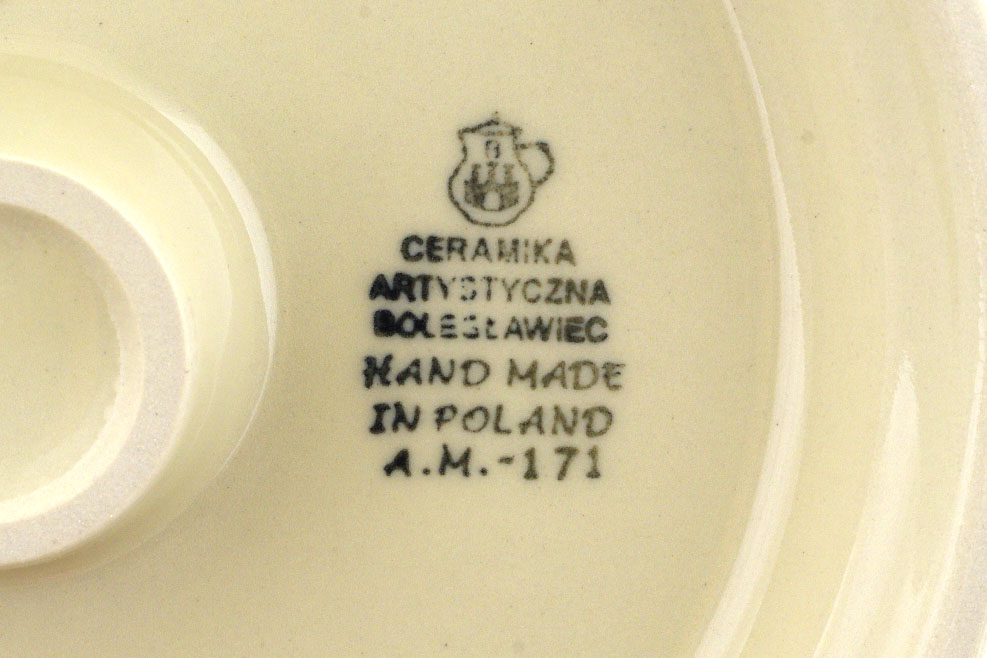 CERAMIKA
ARTYSTYCZNA
BOLESŁAWIEC
HAND MADE
IN POLAND
A.M.-171